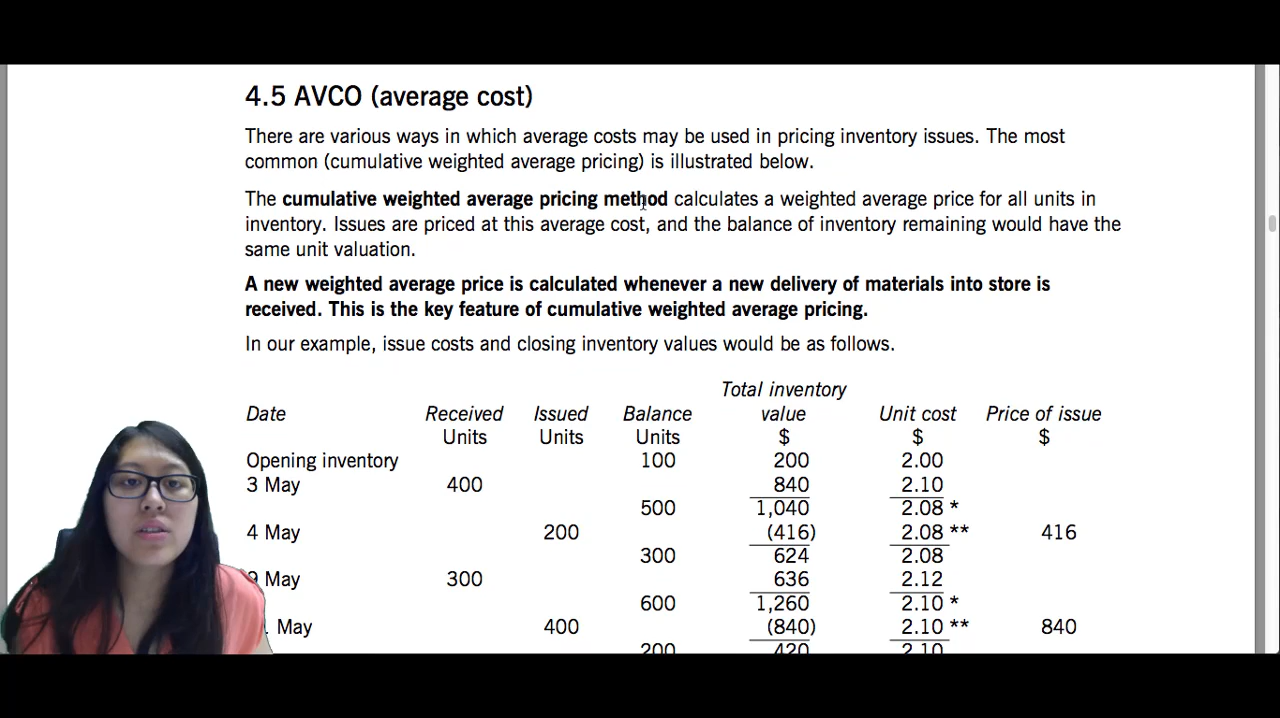 4.5 AVCO (average cost)
There are various ways in which average costs may be used in pricing inventory issues. The most
common (cumulative weighted average pricing) is illustrated below.
The cumulative weighted average pricing method calculates a weighted average price for all units in
inventory. Issues are priced at this average cost, and the balance of inventory remaining would have the
same unit valuation.
A new weighted average price is calculated whenever a new delivery of materials into store is
received. This is the key feature of cumulative weighted average pricing.
In our example, issue costs and closing inventory values would be as follows.
Total inventory
Date Received Issued Balance value Unit cost Price of issue
Units Units Units $ $ $
Opening inventory 100 200 2.00
3 May 400 840 2.10
500 1,040 2.08 *
4 May 200 (416) 2.08 ** 416
300 624 2.08
May 300 636 2.12
600 1,260 2.10 *
May 400 (840) 2.10 ** 840
200 420 2.10